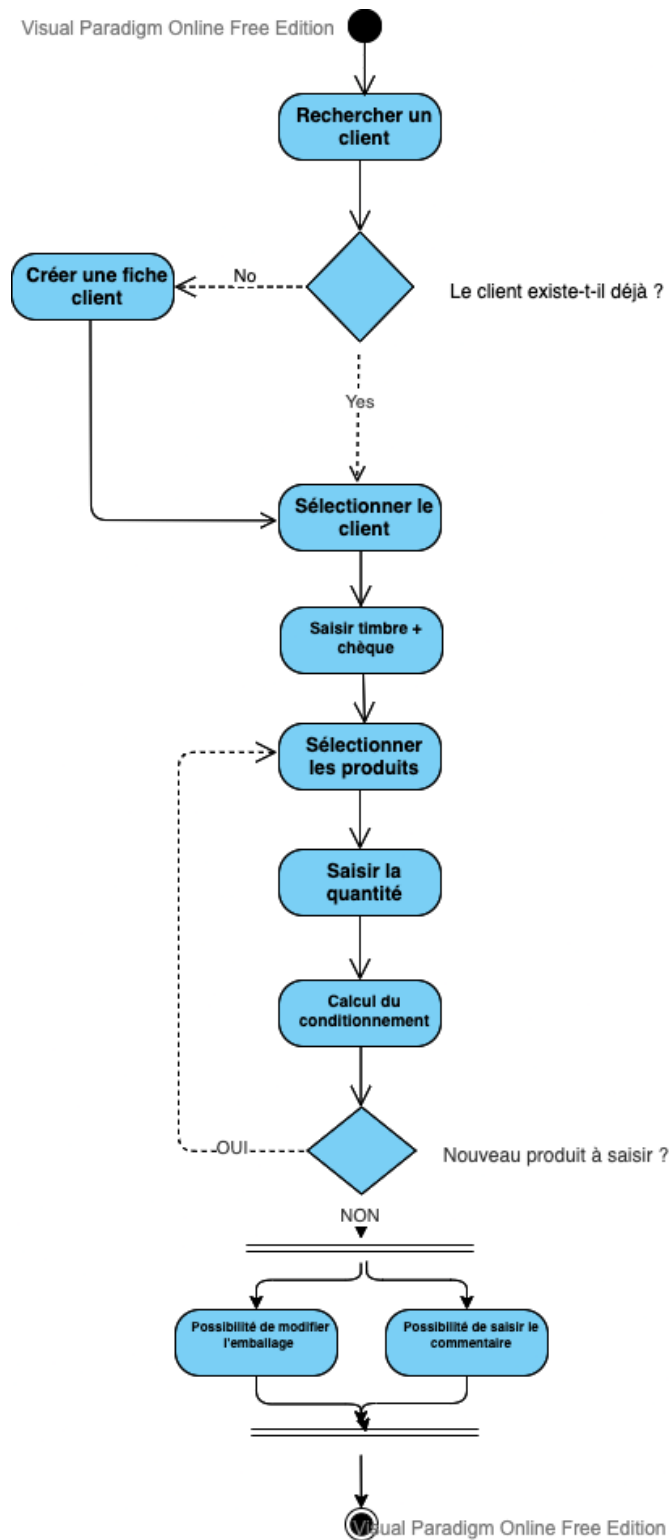 Visual Paradigm Online Free Edition
Rechercher un
client
No
Créer une fiche
client
Le client existe-t-il déjà ?
Yes
Sélectionner le
client
Saisir timbre +
chèque
Sélectionner
les produits
Saisir la
quantité
Calcul du
conditionnement
OUI
Nouveau produit à saisir ?
NON
Possibilité de modifier
l'emballage
Possibilité de saisir le
commentaire
Visual Paradigm Online Free Edition